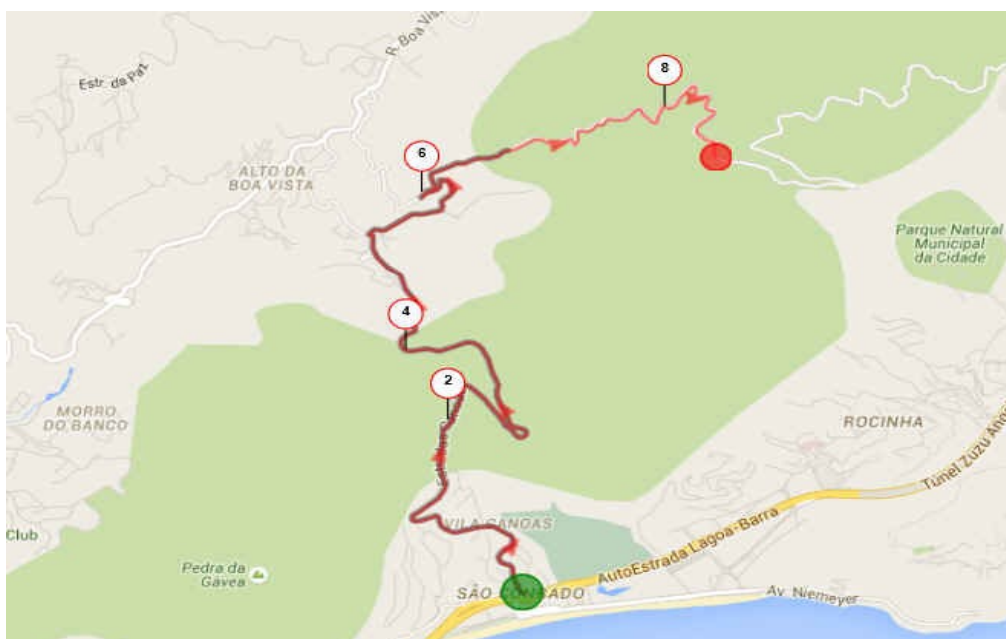 R. Boa Vista
Estr. da Paz
8
6
ALTO DA
BOA VISTA
Parque Natural
Municipal
da Cidade
4
2
MORRO
DO BANCO
ROCINHA
Túnel Zuzu Ang
VILA CANOAS
Club
AutoEstrada Lagoa-Barra
Pedra da
Gávea
SÃO CONRADO
Av. Niemeyer